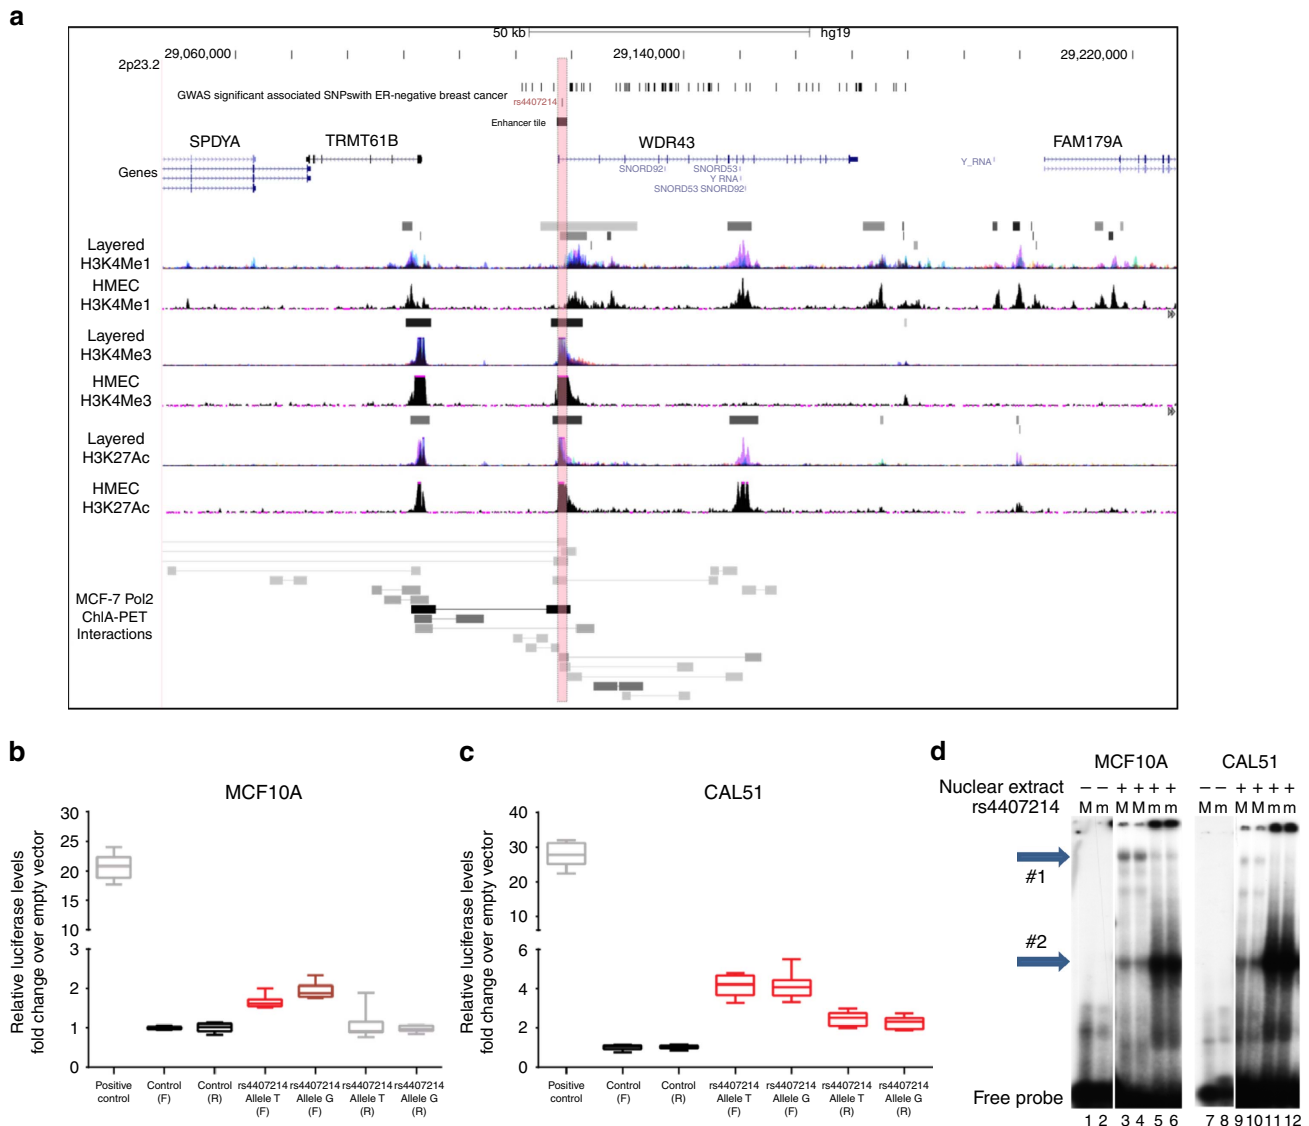 a
50 kb
hg19
29,060,000
29,140,000
29,220,000
2p23.2
GWAS significant associated SNPswith ER-negative breast cancer
rs4407214
Enhancer tile
SPDYA
TRMT61B
WDR43
FAM179A
Genes
SNORD92
SNORD53
Y_RNA
Y RNA
SNORD53 SNORD92
Layered
H3K4Me1
HMEC
H3K4Me1
Layered
H3K4Me3
HMEC
H3K4Me3
Layered
H3K27Ac
HMEC
H3K27Ac
MCF-7 Pol2
ChIA-PET
Interactions
b
MCF10A
Relative luciferase levels
fold change over empty vector
30
25
20
15
10
3
2
1
0
Positive
control
Control
(F)
Control
(R)
rs4407214
Allele T
(F)
rs4407214
Allele G
(F)
rs4407214
Allele T
(R)
rs4407214
Allele G
(R)
c
CAL51
Relative luciferase levels
fold change over empty vector
40
30
20
10
6
4
2
0
Positive
control
Control
(F)
Control
(R)
rs4407214
Allele T
(F)
rs4407214
Allele G
(F)
rs4407214
Allele T
(R)
rs4407214
Allele G
(R)
d
MCF10A
CAL51
Nuclear extract − − + + + + − − + + + +
rs4407214 M m M M m m M m M M m m
#1
#2
Free probe
1 2 3 4 5 6 7 8 9 10 11 12